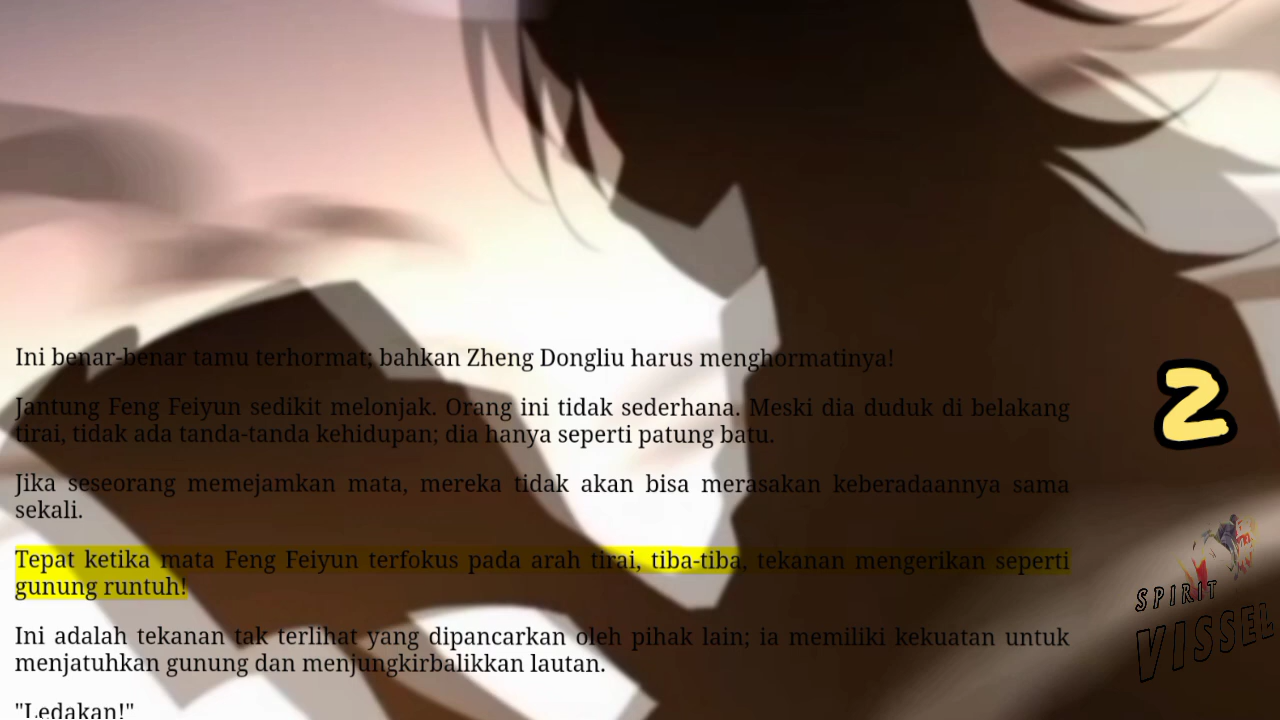 Ini benar-benar tamu terhormat; bahkan Zheng Dongliu harus menghormatinya!
Jantung Feng Feiyun sedikit melonjak. Orang ini tidak sederhana. Meski dia duduk di belakang
tirai, tidak ada tanda-tanda kehidupan; dia hanya seperti patung batu.
Jika seseorang memejamkan mata, mereka tidak akan bisa merasakan keberadaannya sama
sekali.
Tepat ketika mata Feng Feiyun terfokus pada arah tirai, tiba-tiba, tekanan mengerikan seperti
gunung runtuh!
Ini adalah tekanan tak terlihat yang dipancarkan oleh pihak lain; ia memiliki kekuatan untuk
menjatuhkan gunung dan menjungkirbalikkan lautan.
"Ledakan!"
2
SPIRIT
VISSEL